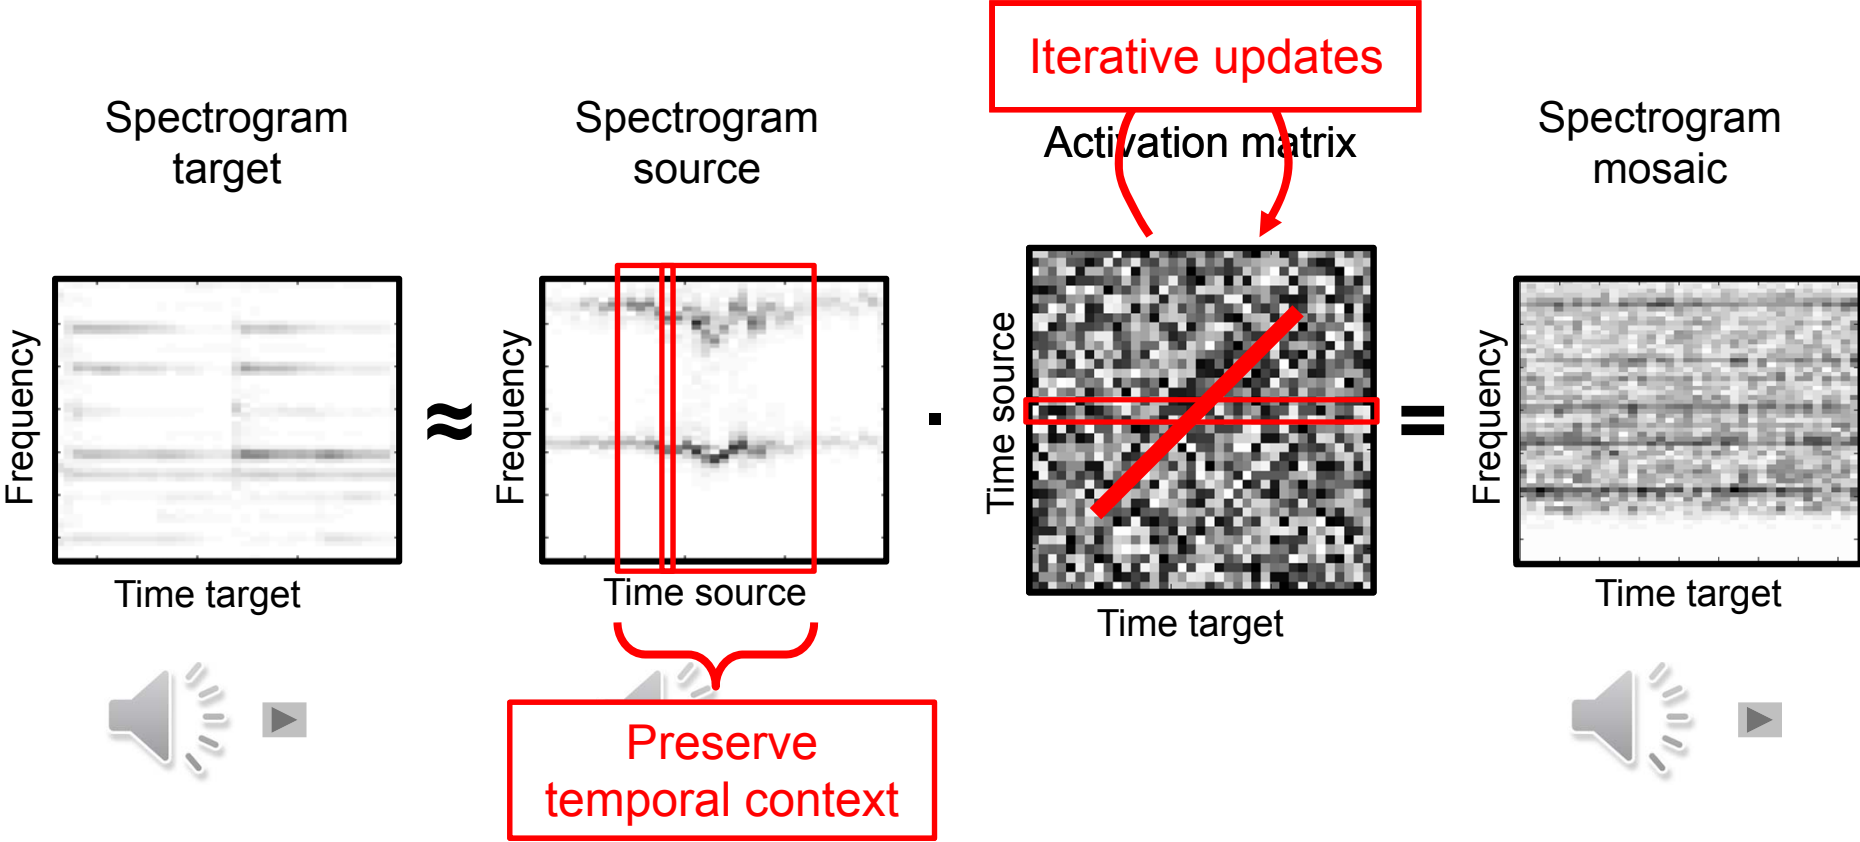 Iterative updates
Spectrogram
target
Spectrogram
source
Activation matrix
Spectrogram
mosaic
Frequency
Time target
≈
Frequency
Time source
·
Time source
Time target
=
Frequency
Time target
Preserve
temporal context